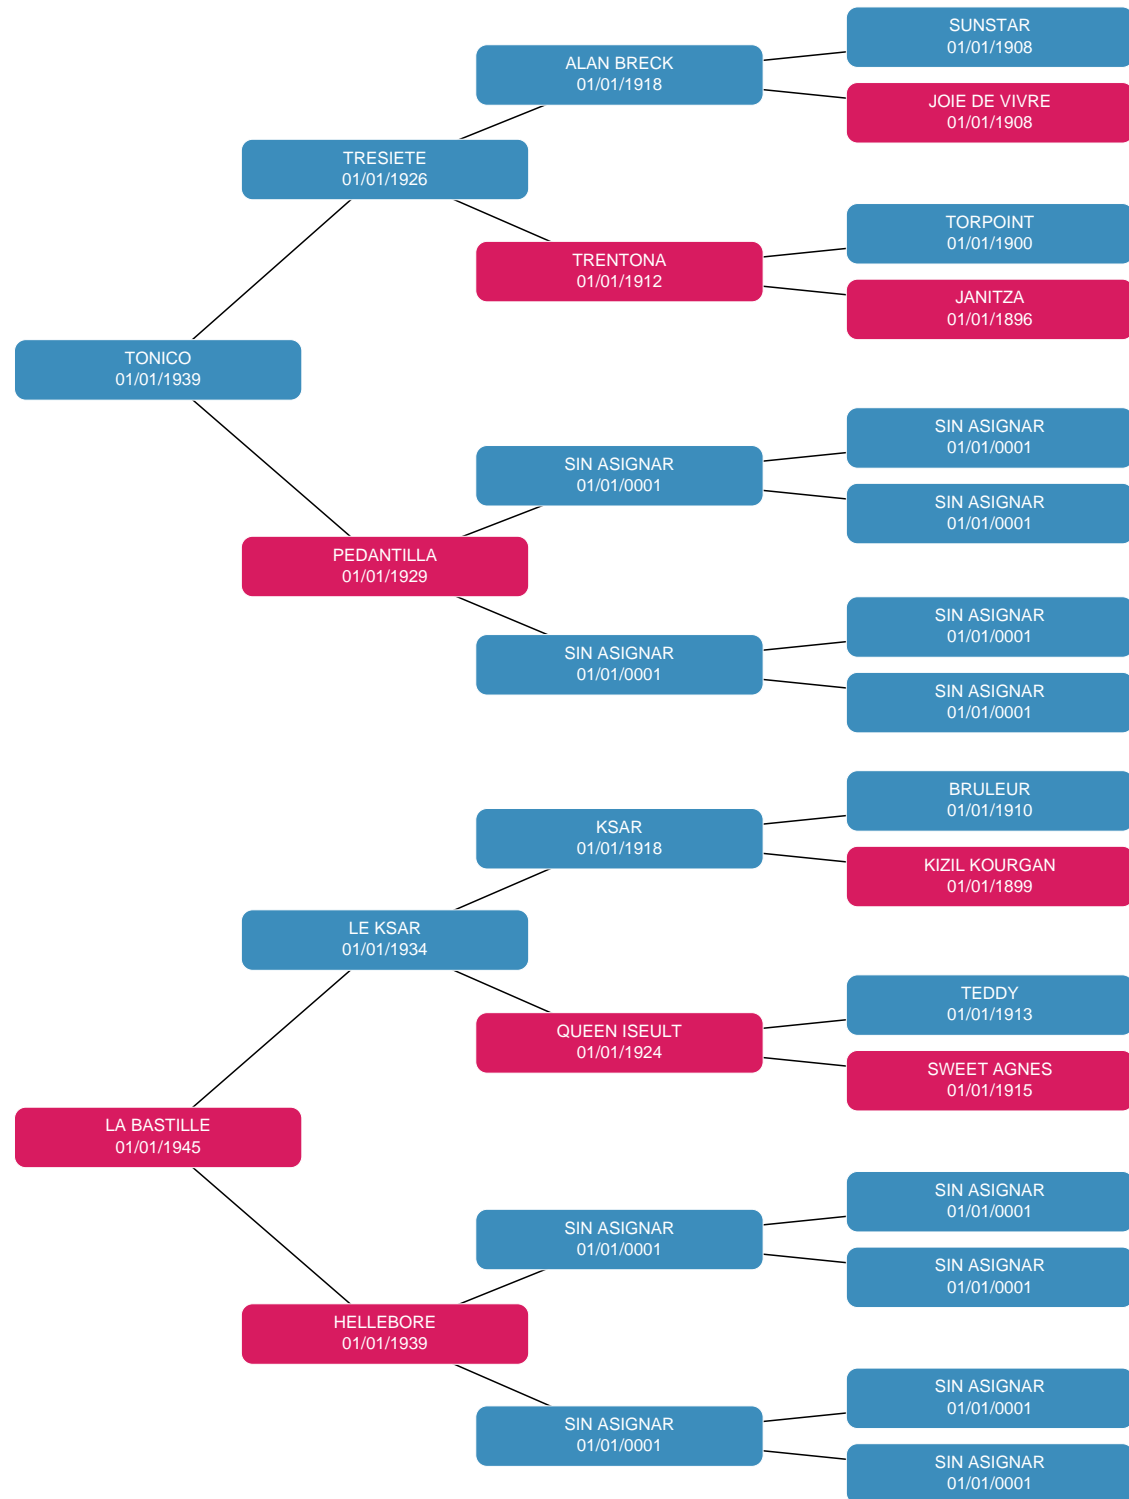 SUNSTAR
01/01/1908
ALAN BRECK
01/01/1918
JOIE DE VIVRE
01/01/1908
TRESIETE
01/01/1926
TORPOINT
01/01/1900
TRENTONA
01/01/1912
JANITZA
01/01/1896
TONICO
01/01/1939
SIN ASIGNAR
01/01/0001
SIN ASIGNAR
01/01/0001
SIN ASIGNAR
01/01/0001
PEDANTILLA
01/01/1929
SIN ASIGNAR
01/01/0001
SIN ASIGNAR
01/01/0001
SIN ASIGNAR
01/01/0001
BRULEUR
01/01/1910
KSAR
01/01/1918
KIZIL KOURGAN
01/01/1899
LE KSAR
01/01/1934
TEDDY
01/01/1913
QUEEN ISEULT
01/01/1924
SWEET AGNES
01/01/1915
LA BASTILLE
01/01/1945
SIN ASIGNAR
01/01/0001
SIN ASIGNAR
01/01/0001
SIN ASIGNAR
01/01/0001
HELLEBORE
01/01/1939
SIN ASIGNAR
01/01/0001
SIN ASIGNAR
01/01/0001
SIN ASIGNAR
01/01/0001